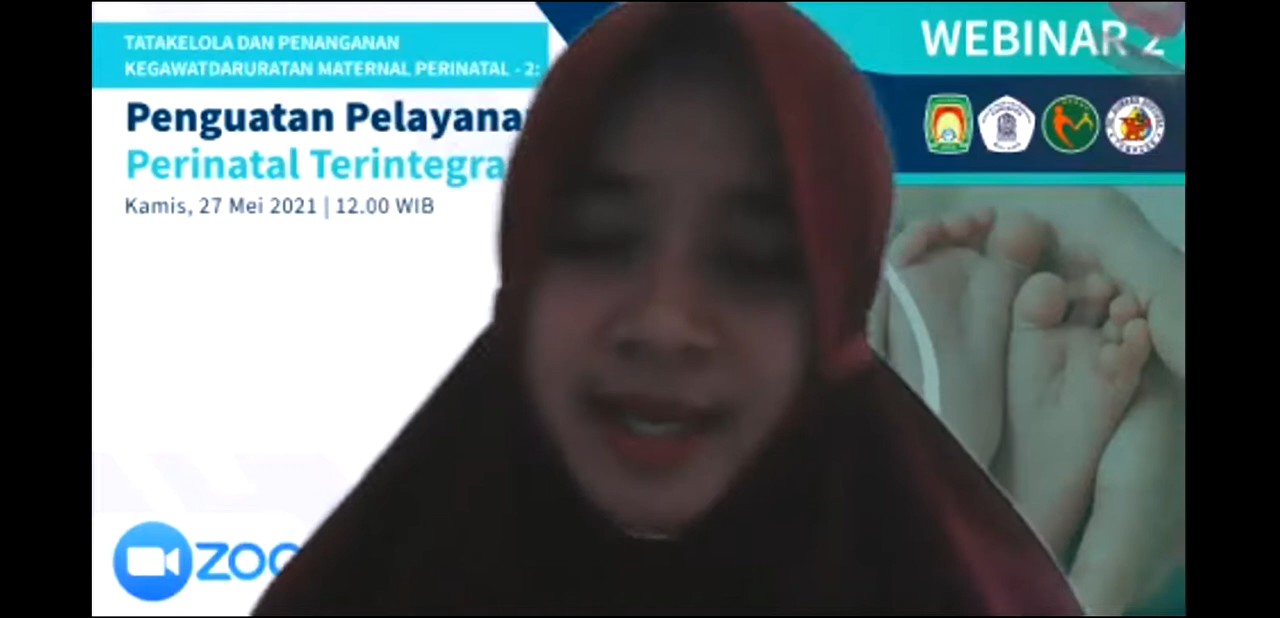 TATAKELOLA DAN PENANGANAN
KEGAWATDARURATAN MATERNAL PERINATAL - 2:
Penguatan Pelayana
Perinatal Terintegra
Kamis, 27 Mei 2021 | 12.00 WIB
WEBINAR 2
ZOO